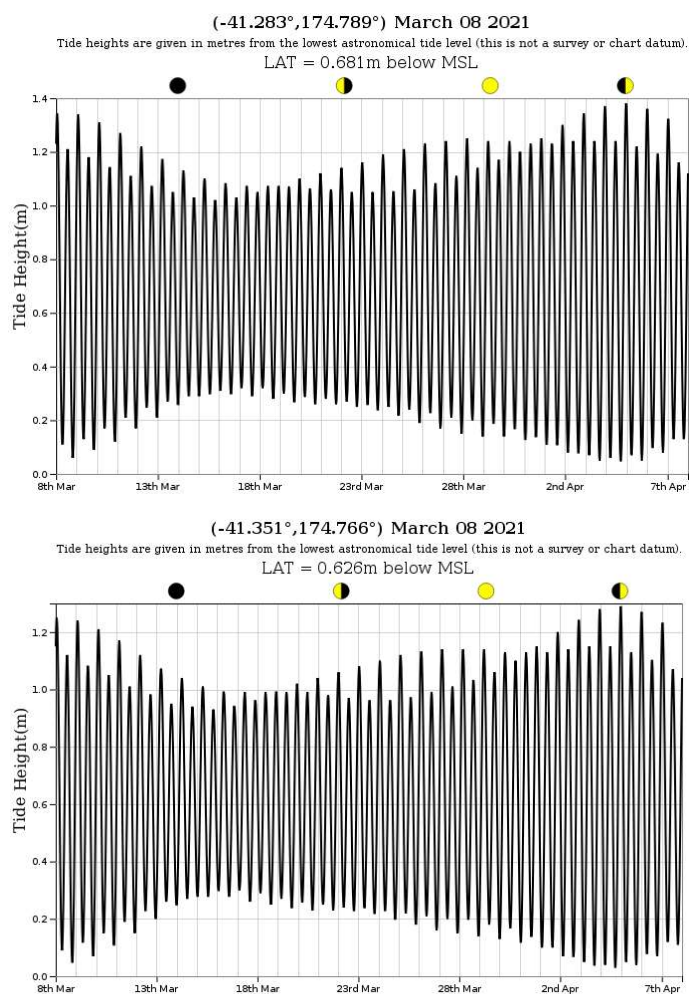 (-41.283°,174.789°) March 08 2021
Tide heights are given in metres from the lowest astronomical tide level (this is not a survey or chart datum).
LAT = 0.681m below MSL
1.4
1.2
1.0
0.8
0.6
0.4
0.2
0.0
Tide Height(m)
8th Mar 13th Mar 18th Mar 23rd Mar 28th Mar 2nd Apr 7th Apr
(-41.351°,174.766°) March 08 2021
Tide heights are given in metres from the lowest astronomical tide level (this is not a survey or chart datum).
LAT = 0.626m below MSL
1.2
1.0
0.8
0.6
0.4
0.2
0.0
Tide Height(m)
8th Mar 13th Mar 18th Mar 23rd Mar 28th Mar 2nd Apr 7th Apr